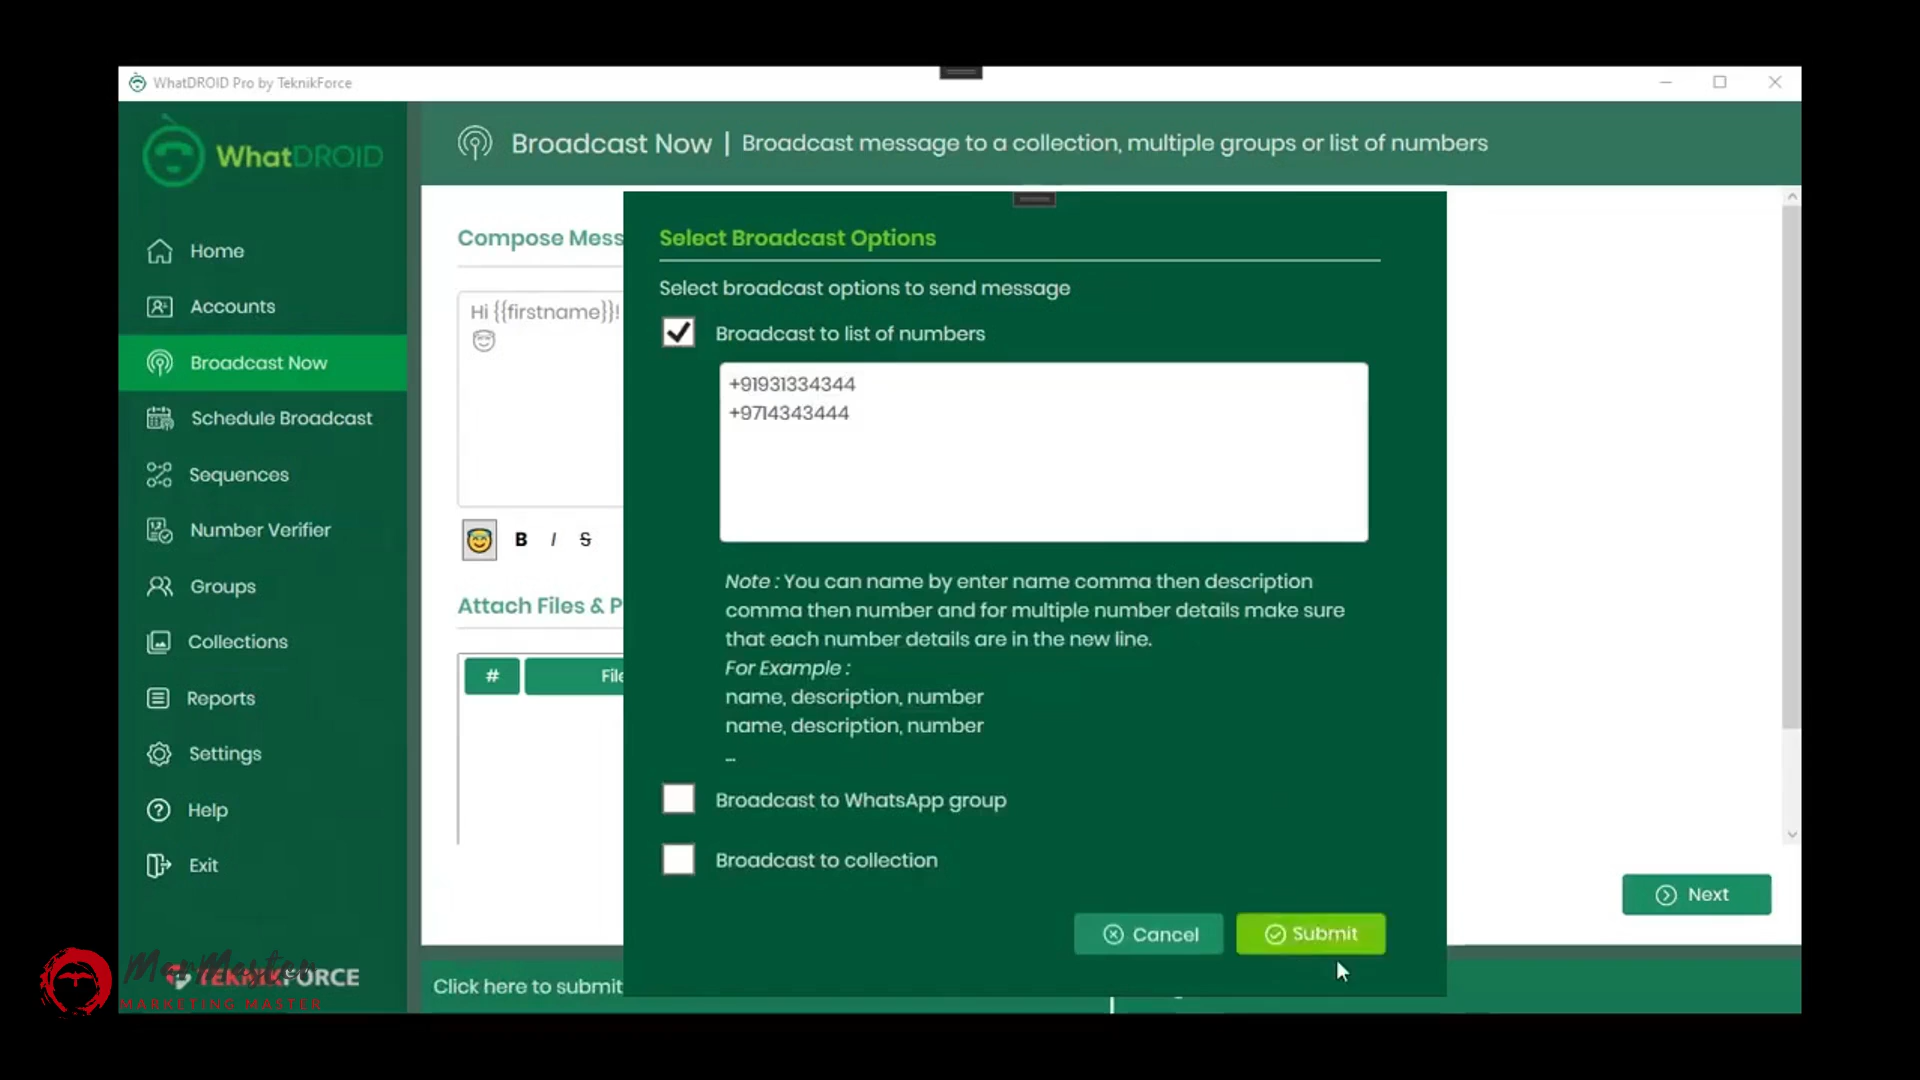 WhatDROID Pro by TeknikForce
WhatDROID
Broadcast Now | Broadcast message to a collection, multiple groups or list of numbers
Home
Accounts
Broadcast Now
Schedule Broadcast
Sequences
Number Verifier
Groups
Collections
Reports
Settings
Help
Exit
TEKNIKFORCE
MARKETING MASTER
Compose Mess
Hi {{firstname}}!
B I S
Attach Files & P
# File
Select Broadcast Options
Select broadcast options to send message
Broadcast to list of numbers
+91931334344
+9714343444
Note : You can name by enter name comma then description
comma then number and for multiple number details make sure
that each number details are in the new line.
For Example :
name, description, number
name, description, number
...
Broadcast to WhatsApp group
Broadcast to collection
Cancel
Submit
Next
Click here to submit